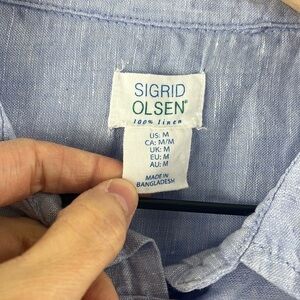 SIGRID
OLSEN®
100% linen
US: M
CA: M/M
UK: M
EU: M
AU: M
MADE IN
BANGLADESH